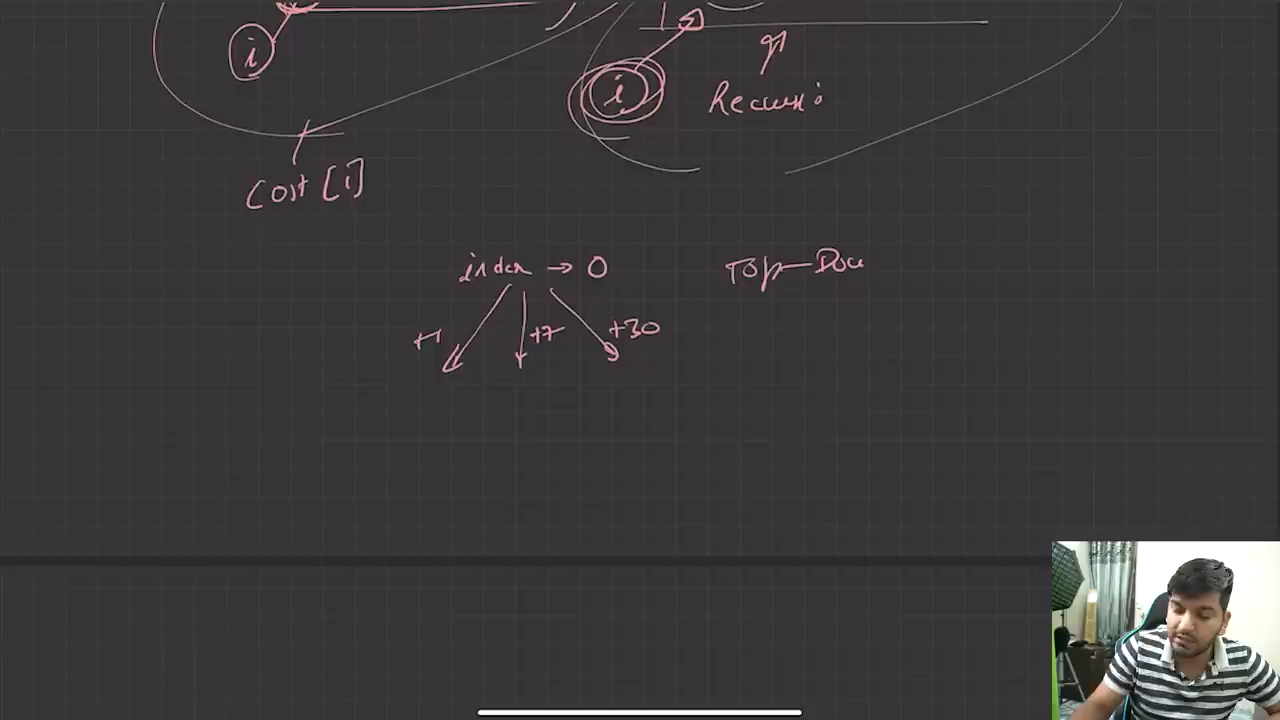 i
i
Recursi
Cost [i]
index → 0
Top-Dow
+1
+7
+30